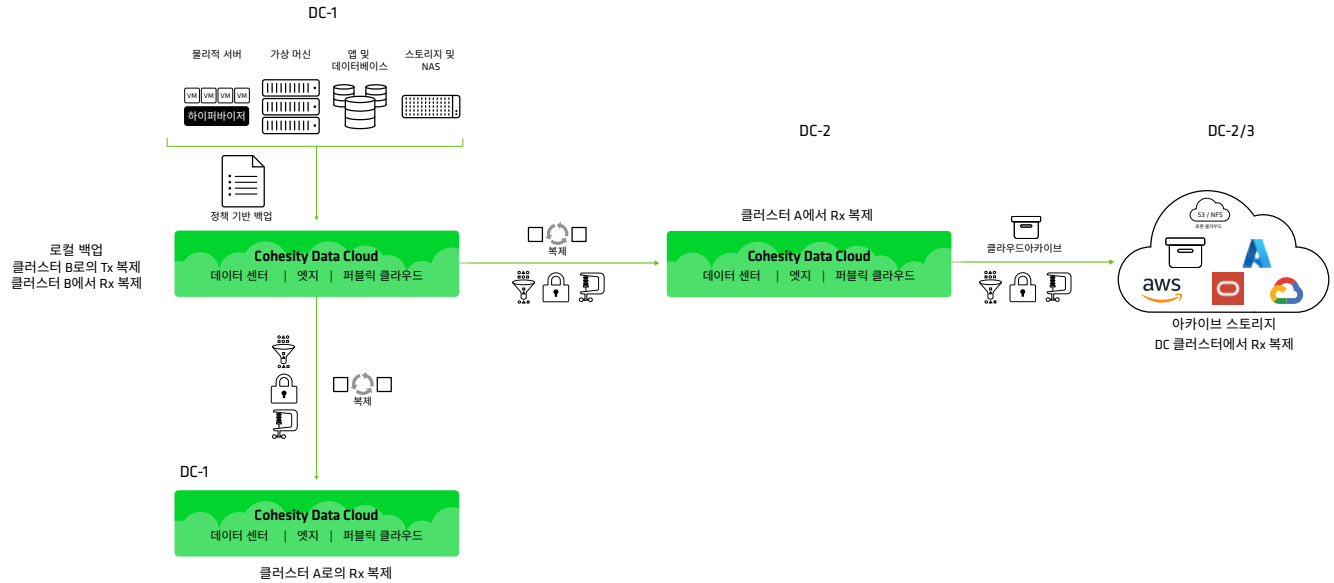 DC-1
물리적 서버
가상 머신
앱 및
데이터베이스
스토리지 및
NAS
VM VM VM VM
하이퍼바이저
정책 기반 백업
로컬 백업
클러스터 B로의 Tx 복제
클러스터 B에서 Rx 복제
Cohesity Data Cloud
데이터 센터 | 엣지 | 퍼블릭 클라우드
복제
DC-2
클러스터 A에서 Rx 복제
Cohesity Data Cloud
데이터 센터 | 엣지 | 퍼블릭 클라우드
클라우드아카이브
DC-2/3
S3 / NFS
호환 클라우드
aws
아카이브 스토리지
DC 클러스터에서 Rx 복제
복제
DC-1
Cohesity Data Cloud
데이터 센터 | 엣지 | 퍼블릭 클라우드
클러스터 A로의 Rx 복제